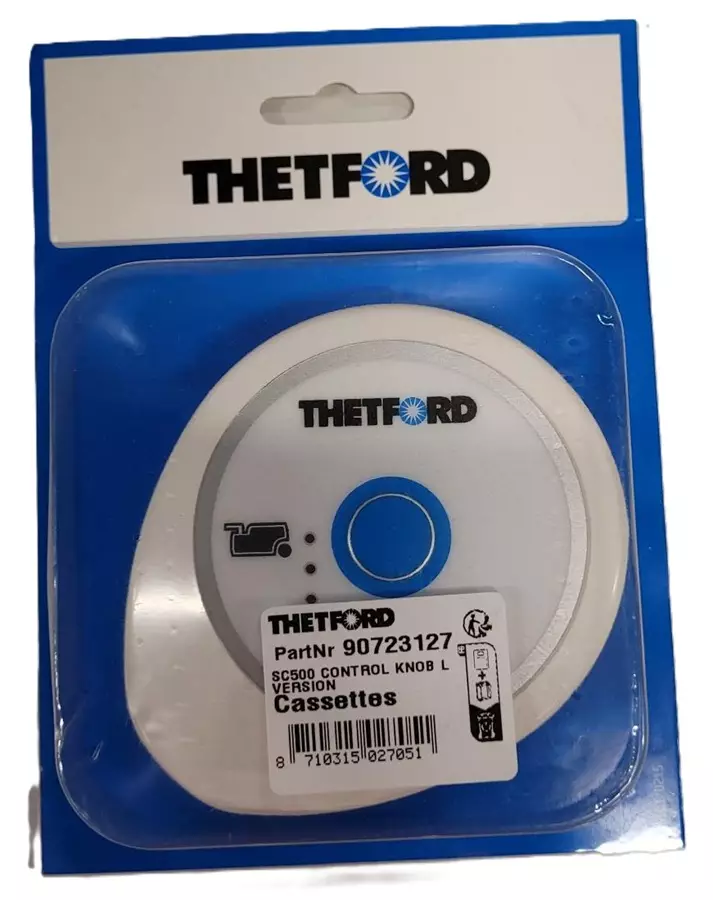 THETFORD
THETFORD
THETFORD
PartNr 90723127
SC500 CONTROL KNOB L
VERSION
Cassettes
8 710315 027051